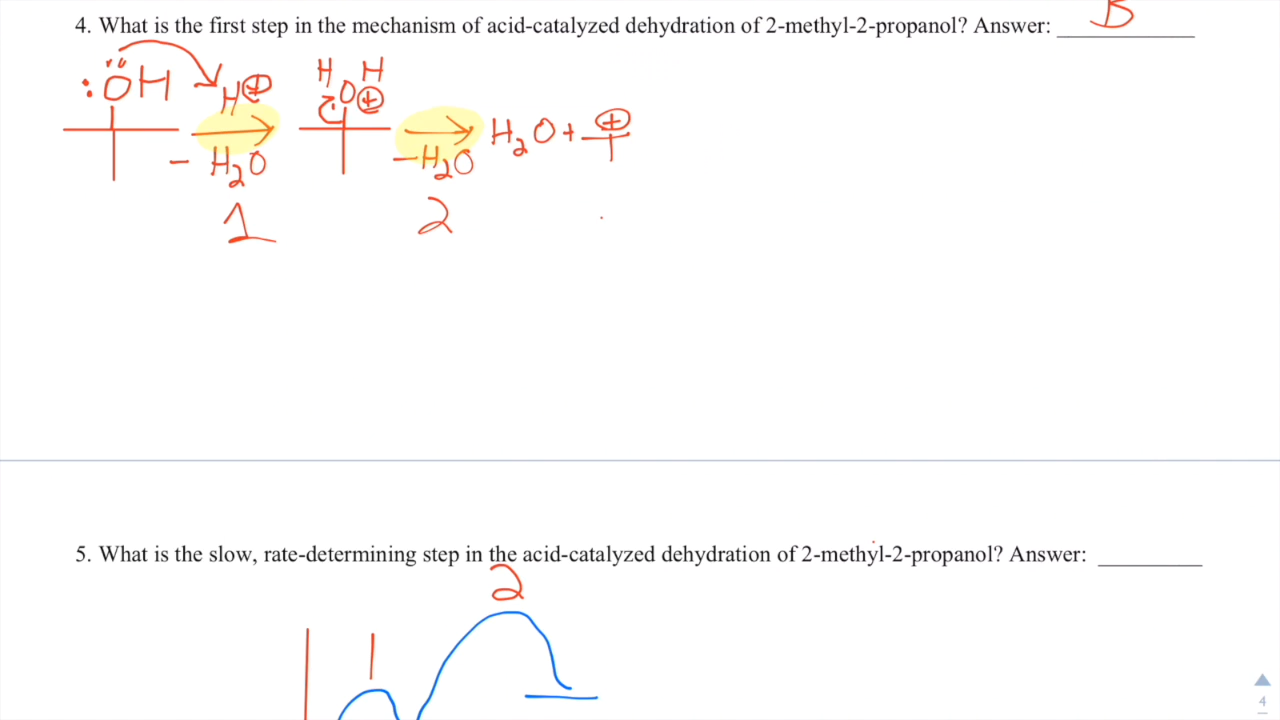 4. What is the first step in the mechanism of acid-catalyzed dehydration of 2-methyl-2-propanol? Answer: B
:ÖH H⊕ H H
O⊕
- H₂O -H₂O H₂O + ⊕
1 2
5. What is the slow, rate-determining step in the acid-catalyzed dehydration of 2-methyl-2-propanol? Answer:
2
1
4